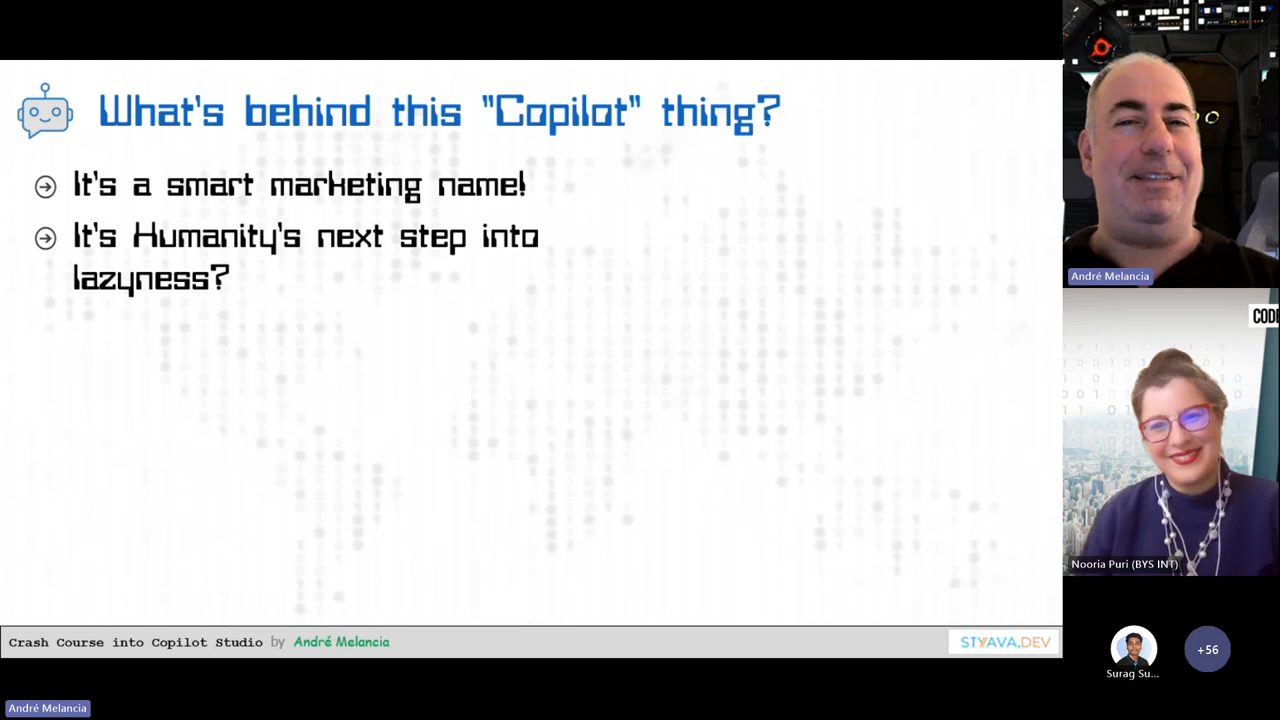 What's behind this "Copilot" thing?
It's a smart marketing name!
It's Humanity's next step into
lazyness?
Crash Course into Copilot Studio by André Melancia
STYAVA.DEV
André Melancia
CODE
Nooria Puri (BYS INT)
Surag Su...
+56
André Melancia